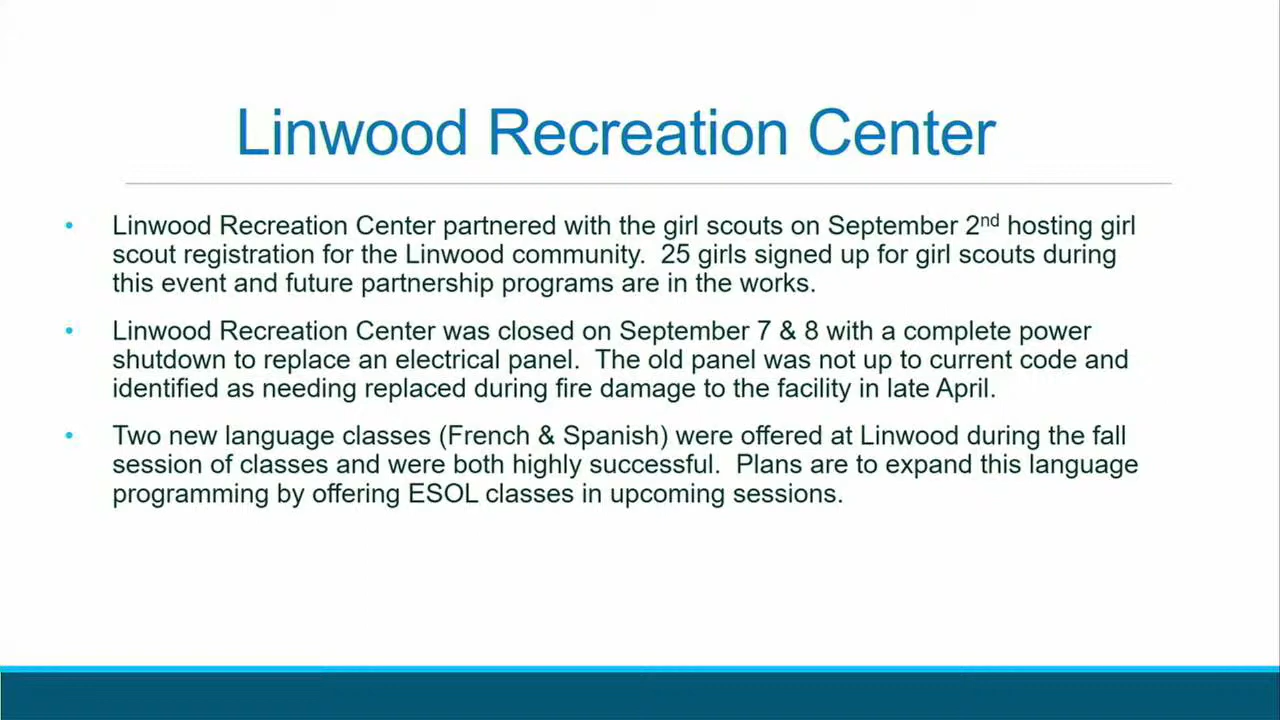 Linwood Recreation Center
• Linwood Recreation Center partnered with the girl scouts on September 2nd hosting girl
scout registration for the Linwood community.  25 girls signed up for girl scouts during
this event and future partnership programs are in the works.
• Linwood Recreation Center was closed on September 7 & 8 with a complete power
shutdown to replace an electrical panel.  The old panel was not up to current code and
identified as needing replaced during fire damage to the facility in late April.
• Two new language classes (French & Spanish) were offered at Linwood during the fall
session of classes and were both highly successful.  Plans are to expand this language
programming by offering ESOL classes in upcoming sessions.